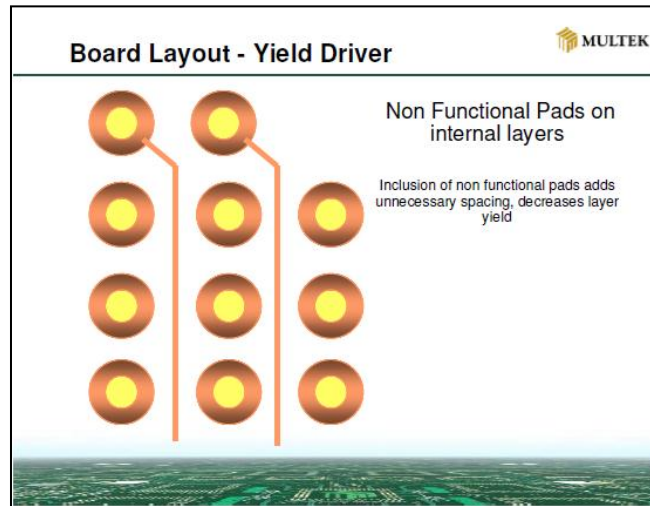 Board Layout - Yield Driver
MULTEK
Non Functional Pads on
internal layers
Inclusion of non functional pads adds
unnecessary spacing, decreases layer
yield